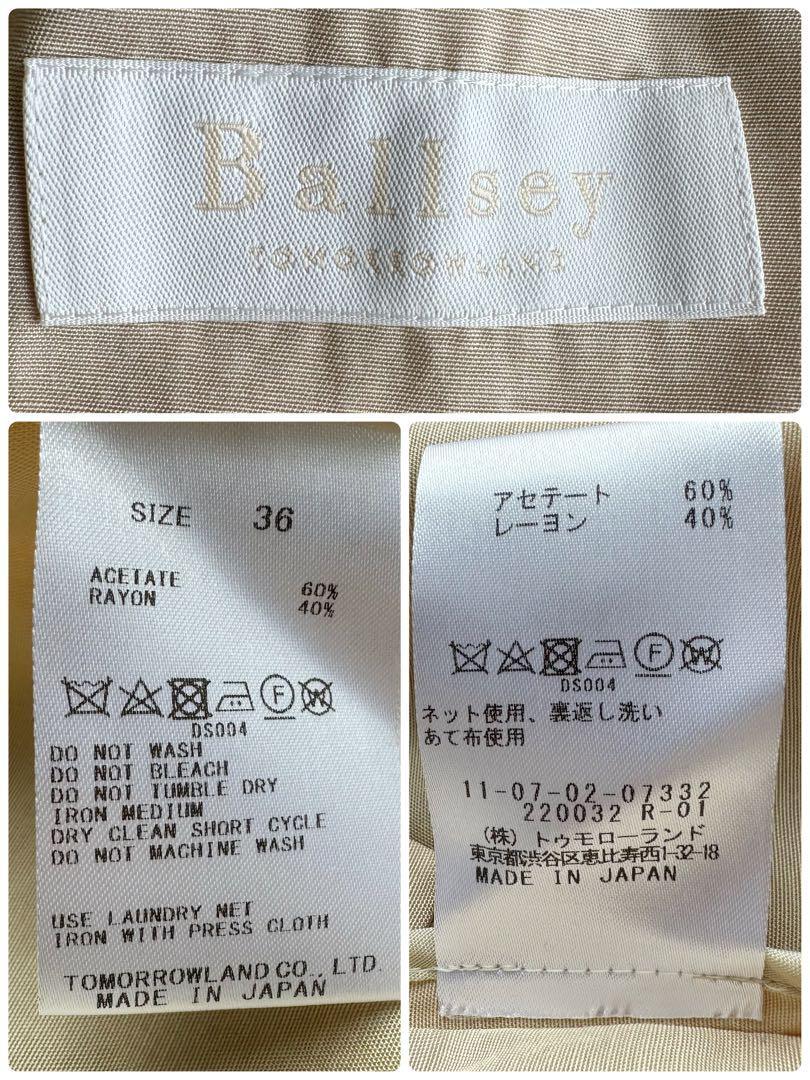 Ballsey
TOMORROWLAND
SIZE 36
ACETATE 60%
RAYON 40%
DS004
DO NOT WASH
DO NOT BLEACH
DO NOT TUMBLE DRY
IRON MEDIUM
DRY CLEAN SHORT CYCLE
DO NOT MACHINE WASH
USE LAUNDRY NET
IRON WITH PRESS CLOTH
TOMORROWLAND CO., LTD.
MADE IN JAPAN
アセテート 60%
レーヨン 40%
F W
DS004
ネット使用、裏返し洗い
あて布使用
11-07-02-07332
220032 R-01
(株) トゥモローランド
東京都渋谷区恵比寿西1-32-18
MADE IN JAPAN